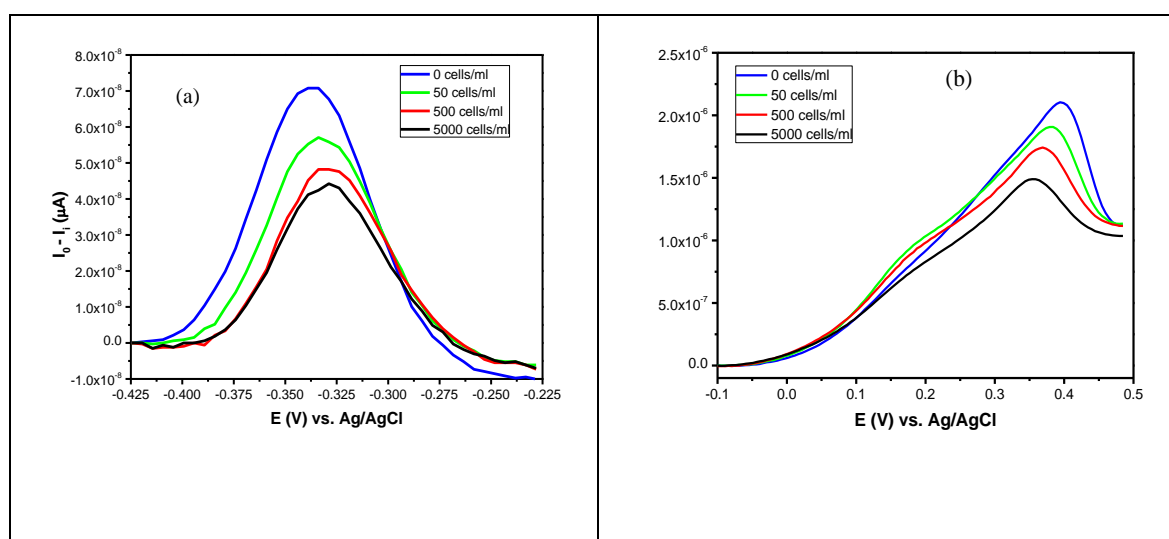 8.0x10⁻⁸
7.0x10⁻⁸
6.0x10⁻⁸
5.0x10⁻⁸
4.0x10⁻⁸
3.0x10⁻⁸
2.0x10⁻⁸
1.0x10⁻⁸
0.0
-1.0x10⁻⁸
I₀ - Iᵢ (µA)
(a)
0 cells/ml
50 cells/ml
500 cells/ml
5000 cells/ml
-0.425 -0.400 -0.375 -0.350 -0.325 -0.300 -0.275 -0.250 -0.225
E (V) vs. Ag/AgCl
2.5x10⁻⁶
2.0x10⁻⁶
1.5x10⁻⁶
1.0x10⁻⁶
5.0x10⁻⁷
0.0
0 cells/ml
50 cells/ml
500 cells/ml
5000 cells/ml
(b)
-0.1 0.0 0.1 0.2 0.3 0.4 0.5
E (V) vs. Ag/AgCl